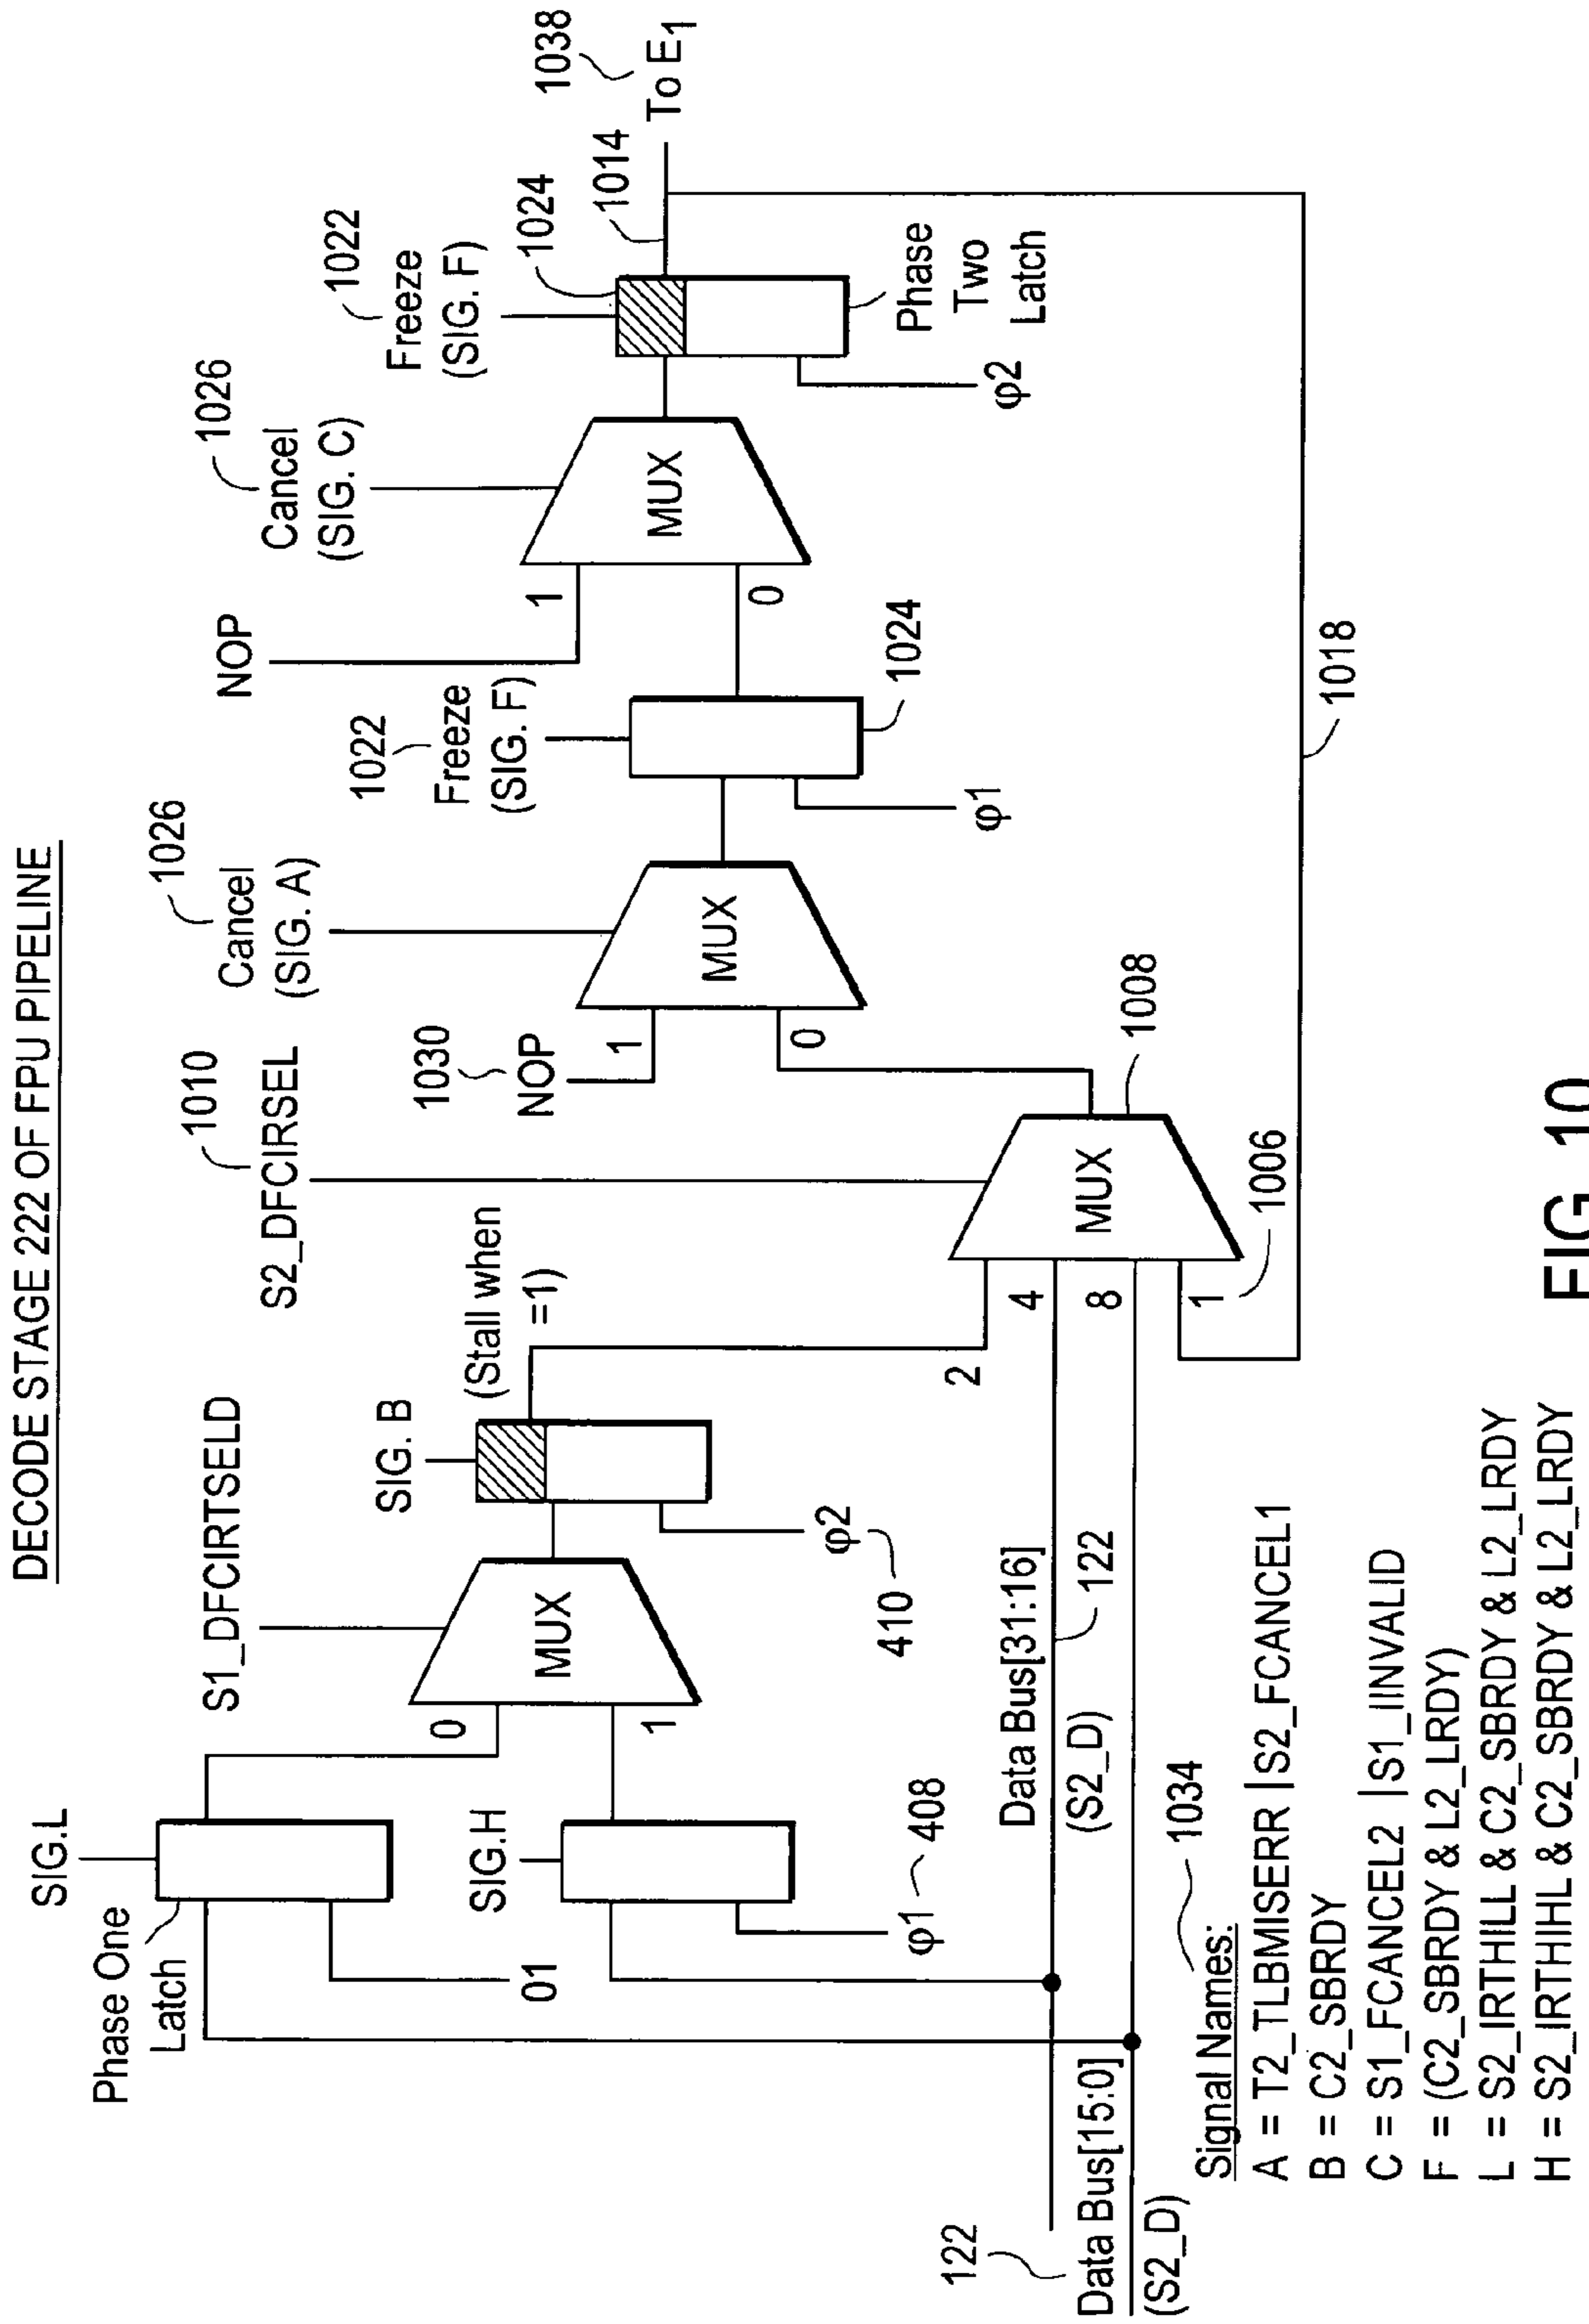 DECODE STAGE 222 OF FPU PIPELINE
SIG.L
Phase One
Latch
01
SIG.H
φ1
408
S1_DFCIRTSELD
0
1
MUX
SIG. B
(Stall when
=1)
φ2
410
122
Data Bus[15:0]
(S2_D)
Data Bus[31:16]
(S2_D)
122
1010
S2_DFCIRSEL
2
4
8
1
MUX
1008
1006
1030
NOP
1
0
1026
Cancel
(SIG. A)
MUX
1022
Freeze
(SIG. F)
φ1
1024
NOP
1
0
1026
Cancel
(SIG. C)
MUX
1022
Freeze
(SIG. F)
1024
1014
φ2
Phase
Two
Latch
1038
To E1
1018
Signal Names:
1034
A = T2_TLBMISERR |S2_FCANCEL1
B = C2_SBRDY
C = S1_FCANCEL2 |S1_IINVALID
F = (C2_SBRDY & L2_LRDY)
L = S2_IRTHILL & C2_SBRDY & L2_LRDY
H = S2_IRTHIHL & C2_SBRDY & L2_LRDY
FIG. 10